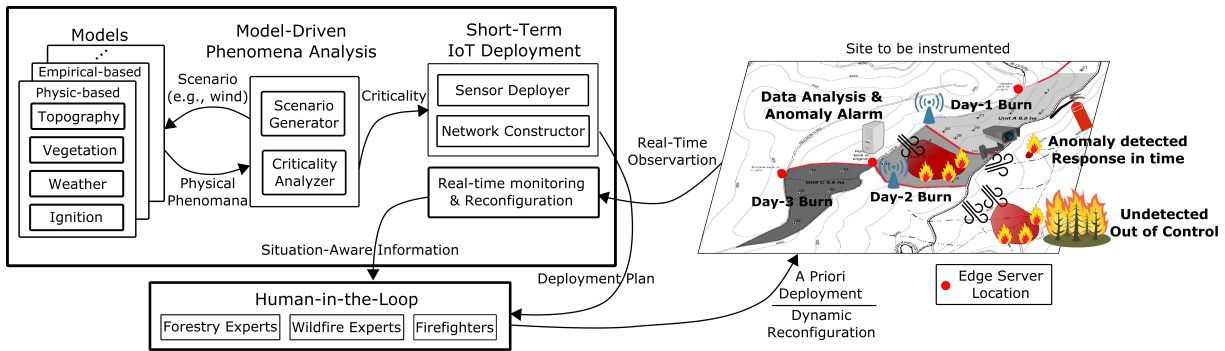 Models
Empirical-based
Physic-based
Topography
Vegetation
Weather
Ignition
Scenario
(e.g., wind)
Physical
Phenomana
Model-Driven
Phenomena Analysis
Scenario
Generator
Criticality
Analyzer
Criticality
Short-Term
IoT Deployment
Sensor Deployer
Network Constructor
Real-time monitoring
& Reconfiguration
Situation-Aware Information
Real-Time
Observartion
Deployment Plan
Human-in-the-Loop
Forestry Experts
Wildfire Experts
Firefighters
A Priori
Deployment
Dynamic
Reconfiguration
Site to be instrumented
Data Analysis &
Anomaly Alarm
Day-1 Burn
Unit A 8.9 ha
Anomaly detected
Response in time
Day-2 Burn
Day-3 Burn
Undetected
Out of Control
Edge Server
Location